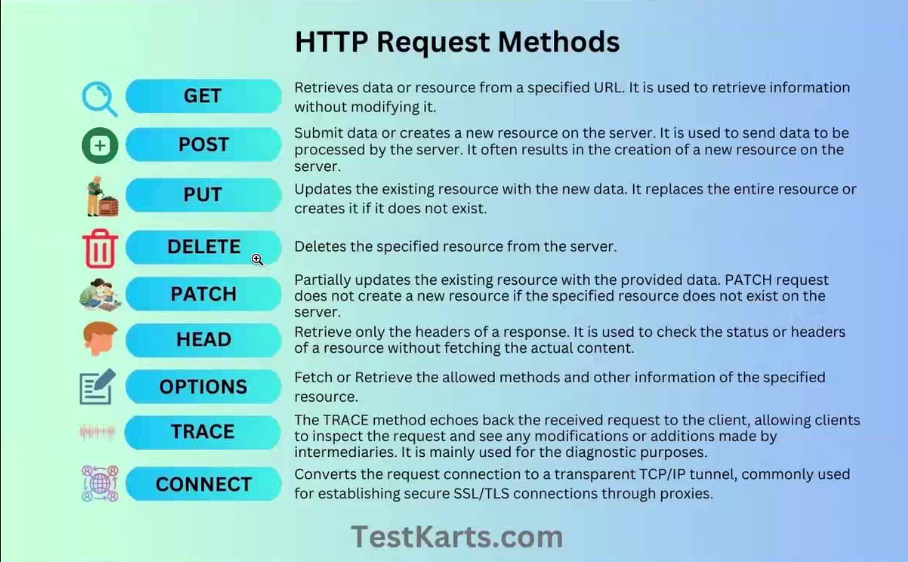 HTTP Request Methods
GET
Retrieves data or resource from a specified URL. It is used to retrieve information
without modifying it.
POST
Submit data or creates a new resource on the server. It is used to send data to be
processed by the server. It often results in the creation of a new resource on the
server.
PUT
Updates the existing resource with the new data. It replaces the entire resource or
creates it if it does not exist.
DELETE
Deletes the specified resource from the server.
PATCH
Partially updates the existing resource with the provided data. PATCH request
does not create a new resource if the specified resource does not exist on the
server.
HEAD
Retrieve only the headers of a response. It is used to check the status or headers
of a resource without fetching the actual content.
OPTIONS
Fetch or Retrieve the allowed methods and other information of the specified
resource.
TRACE
The TRACE method echoes back the received request to the client, allowing clients
to inspect the request and see any modifications or additions made by
intermediaries. It is mainly used for the diagnostic purposes.
CONNECT
Converts the request connection to a transparent TCP/IP tunnel, commonly used
for establishing secure SSL/TLS connections through proxies.
TestKarts.com